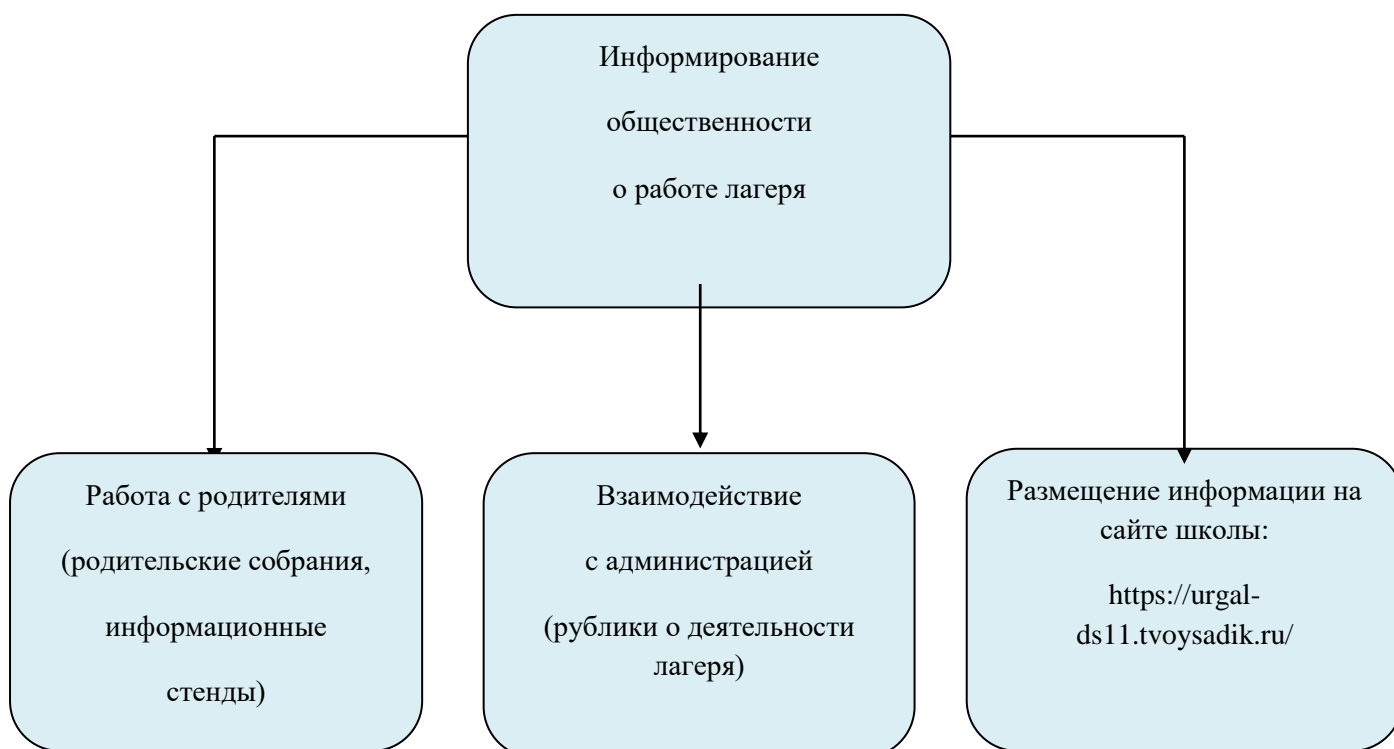 Информирование
общественности
о работе лагеря
Работа с родителями
(родительские собрания,
информационные
стенды)
Взаимодействие
с администрацией
(рублики о деятельности
лагеря)
Размещение информации на
сайте школы:
https://urgal-
ds11.tvoysadik.ru/